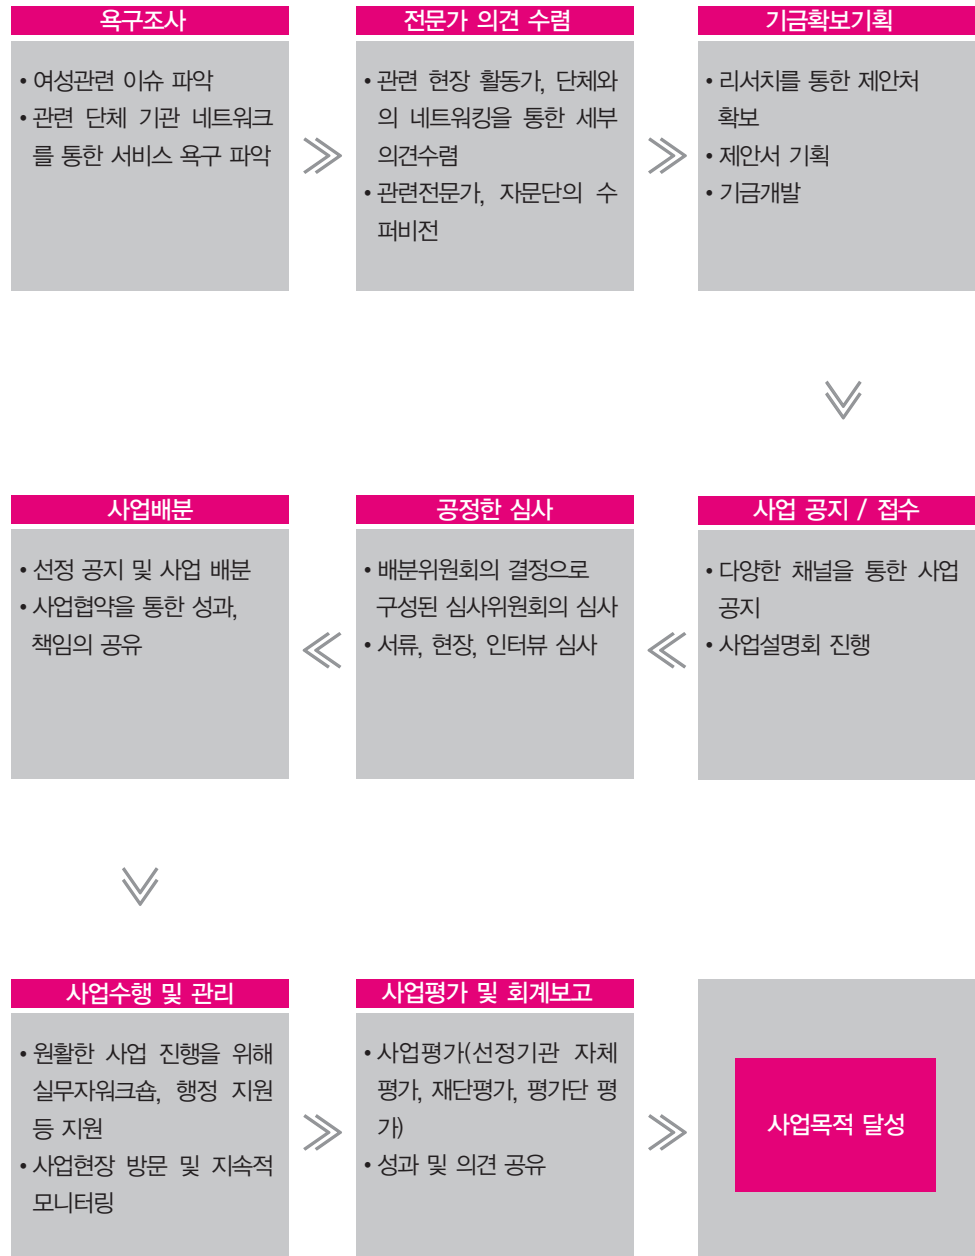 욕구조사
• 여성관련 이슈 파악
• 관련 단체 기관 네트워크
를 통한 서비스 욕구 파악
전문가 의견 수렴
• 관련 현장 활동가, 단체와
의 네트워킹을 통한 세부
의견수렴
• 관련전문가, 자문단의 수
퍼비전
기금확보기획
• 리서치를 통한 제안처
확보
• 제안서 기획
• 기금개발
사업 공지 / 접수
• 다양한 채널을 통한 사업
공지
• 사업설명회 진행
공정한 심사
• 배분위원회의 결정으로
구성된 심사위원회의 심사
• 서류, 현장, 인터뷰 심사
사업배분
• 선정 공지 및 사업 배분
• 사업협약을 통한 성과,
책임의 공유
사업수행 및 관리
• 원활한 사업 진행을 위해
실무자워크숍, 행정 지원
등 지원
• 사업현장 방문 및 지속적
모니터링
사업평가 및 회계보고
• 사업평가(선정기관 자체
평가, 재단평가, 평가단 평
가)
• 성과 및 의견 공유
사업목적 달성